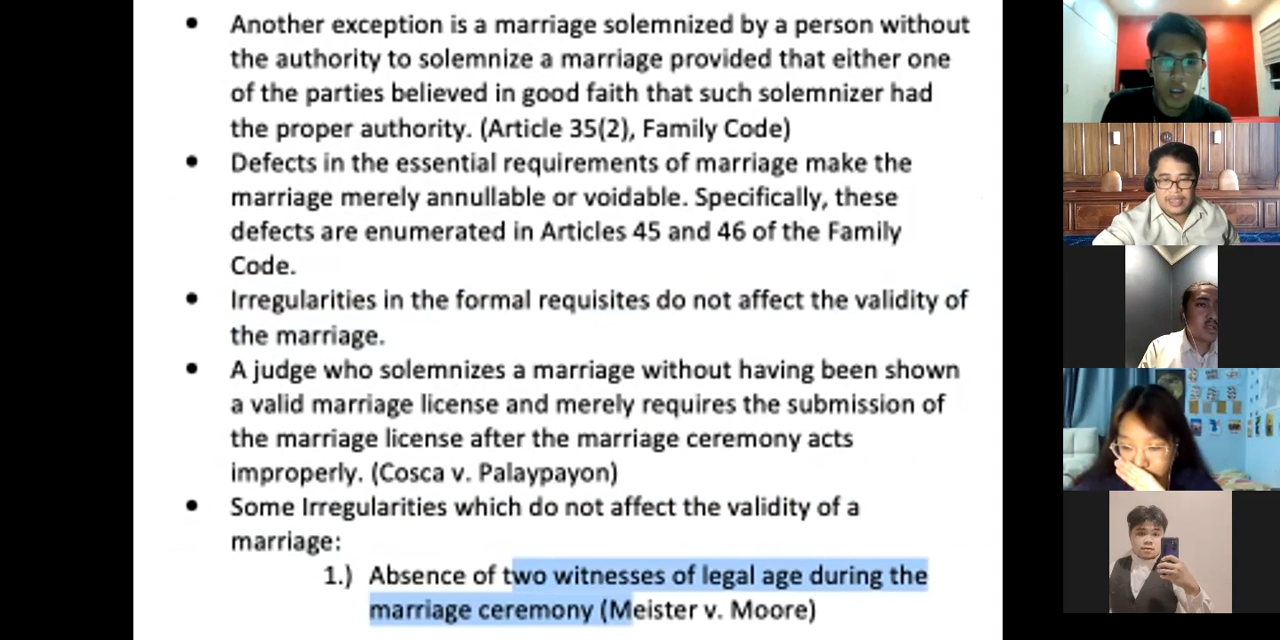 Another exception is a marriage solemnized by a person without
the authority to solemnize a marriage provided that either one
of the parties believed in good faith that such solemnizer had
the proper authority. (Article 35(2), Family Code)
Defects in the essential requirements of marriage make the
marriage merely annullable or voidable. Specifically, these
defects are enumerated in Articles 45 and 46 of the Family
Code.
Irregularities in the formal requisites do not affect the validity of
the marriage.
A judge who solemnizes a marriage without having been shown
a valid marriage license and merely requires the submission of
the marriage license after the marriage ceremony acts
improperly. (Cosca v. Palaypayon)
Some Irregularities which do not affect the validity of a
marriage:
1.) Absence of two witnesses of legal age during the
marriage ceremony (Meister v. Moore)